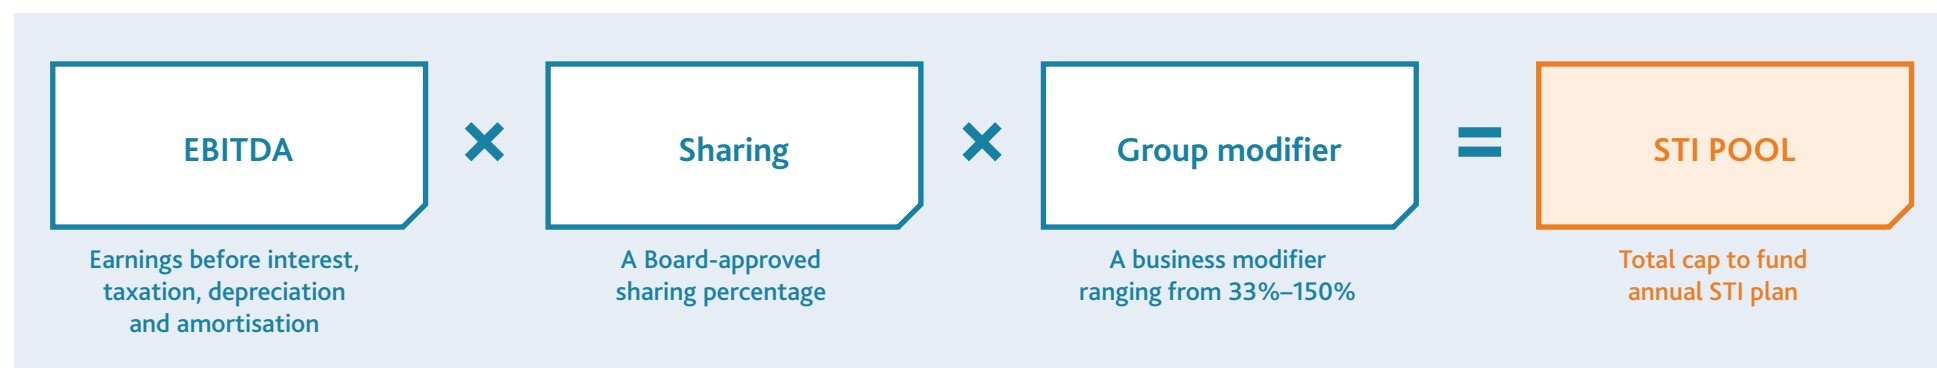 EBITDA
×
Sharing
×
Group modifier
=
STI POOL
Earnings before interest,
taxation, depreciation
and amortisation
A Board-approved
sharing percentage
A business modifier
ranging from 33%–150%
Total cap to fund
annual STI plan